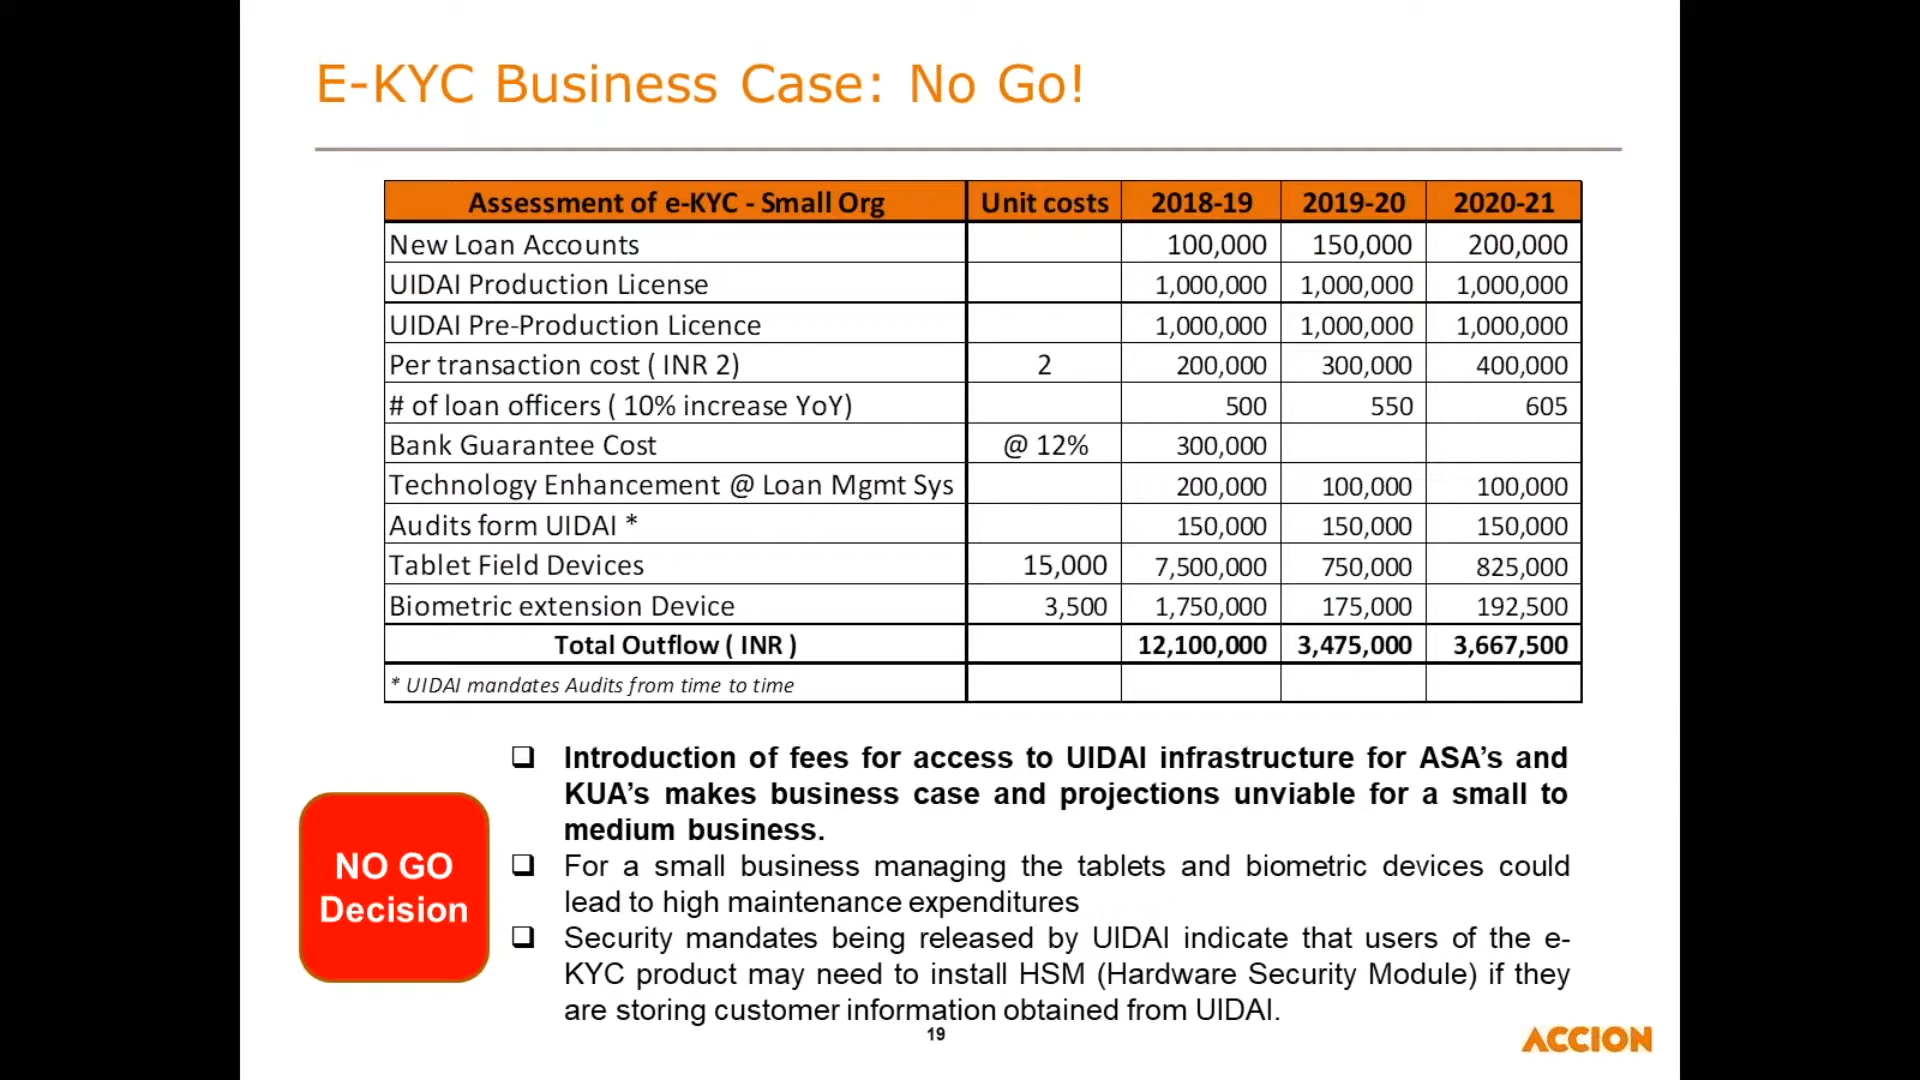 E-KYC Business Case: No Go!
Assessment of e-KYC - Small Org Unit costs 2018-19 2019-20 2020-21
New Loan Accounts 100,000 150,000 200,000
UIDAI Production License 1,000,000 1,000,000 1,000,000
UIDAI Pre-Production Licence 1,000,000 1,000,000 1,000,000
Per transaction cost ( INR 2) 2 200,000 300,000 400,000
# of loan officers ( 10% increase YoY) 500 550 605
Bank Guarantee Cost @ 12% 300,000
Technology Enhancement @ Loan Mgmt Sys 200,000 100,000 100,000
Audits form UIDAI * 150,000 150,000 150,000
Tablet Field Devices 15,000 7,500,000 750,000 825,000
Biometric extension Device 3,500 1,750,000 175,000 192,500
Total Outflow ( INR ) 12,100,000 3,475,000 3,667,500
* UIDAI mandates Audits from time to time
NO GO
Decision
Introduction of fees for access to UIDAI infrastructure for ASA's and
KUA's makes business case and projections unviable for a small to
medium business.
For a small business managing the tablets and biometric devices could
lead to high maintenance expenditures
Security mandates being released by UIDAI indicate that users of the e-
KYC product may need to install HSM (Hardware Security Module) if they
are storing customer information obtained from UIDAI.
19
ACCION